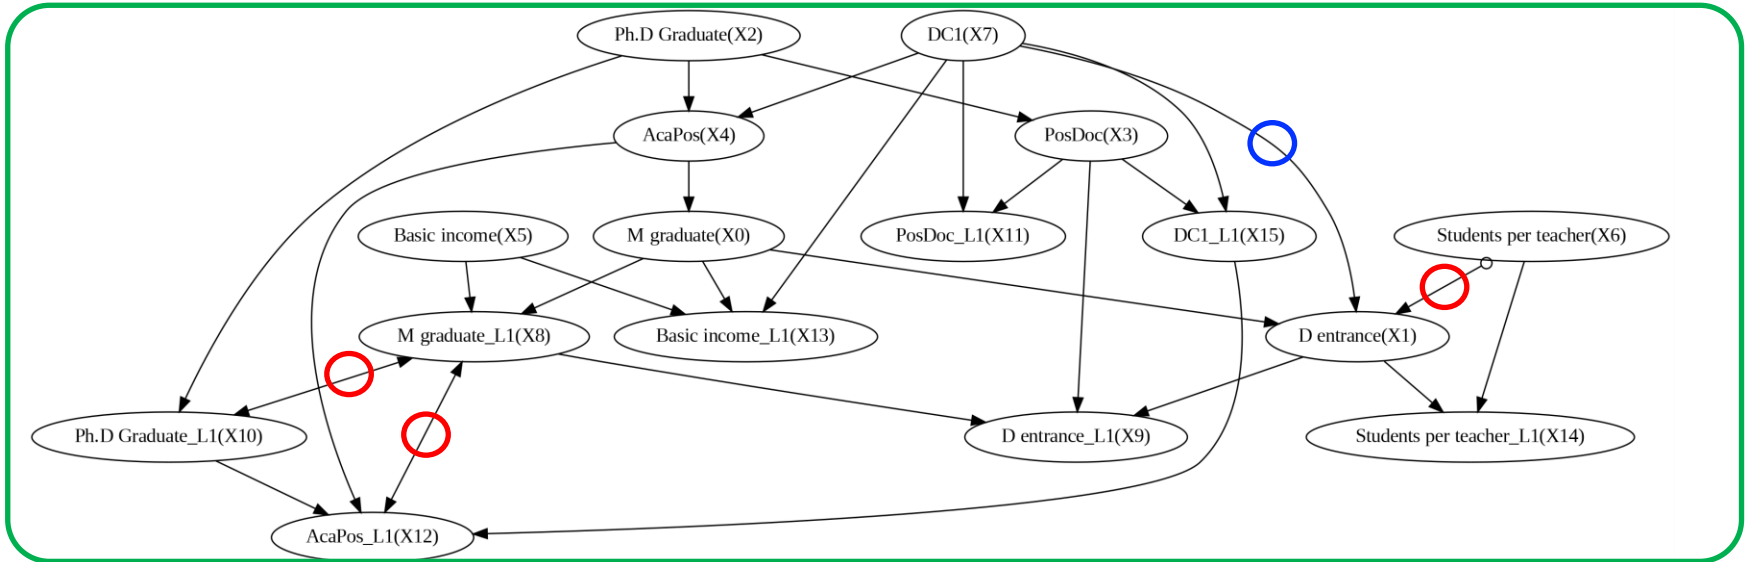 Ph.D Graduate(X2)
DC1(X7)
AcaPos(X4)
PosDoc(X3)
Basic income(X5)
M graduate(X0)
PosDoc_L1(X11)
DC1_L1(X15)
Students per teacher(X6)
M graduate_L1(X8)
Basic income_L1(X13)
D entrance(X1)
Ph.D Graduate_L1(X10)
D entrance_L1(X9)
Students per teacher_L1(X14)
AcaPos_L1(X12)